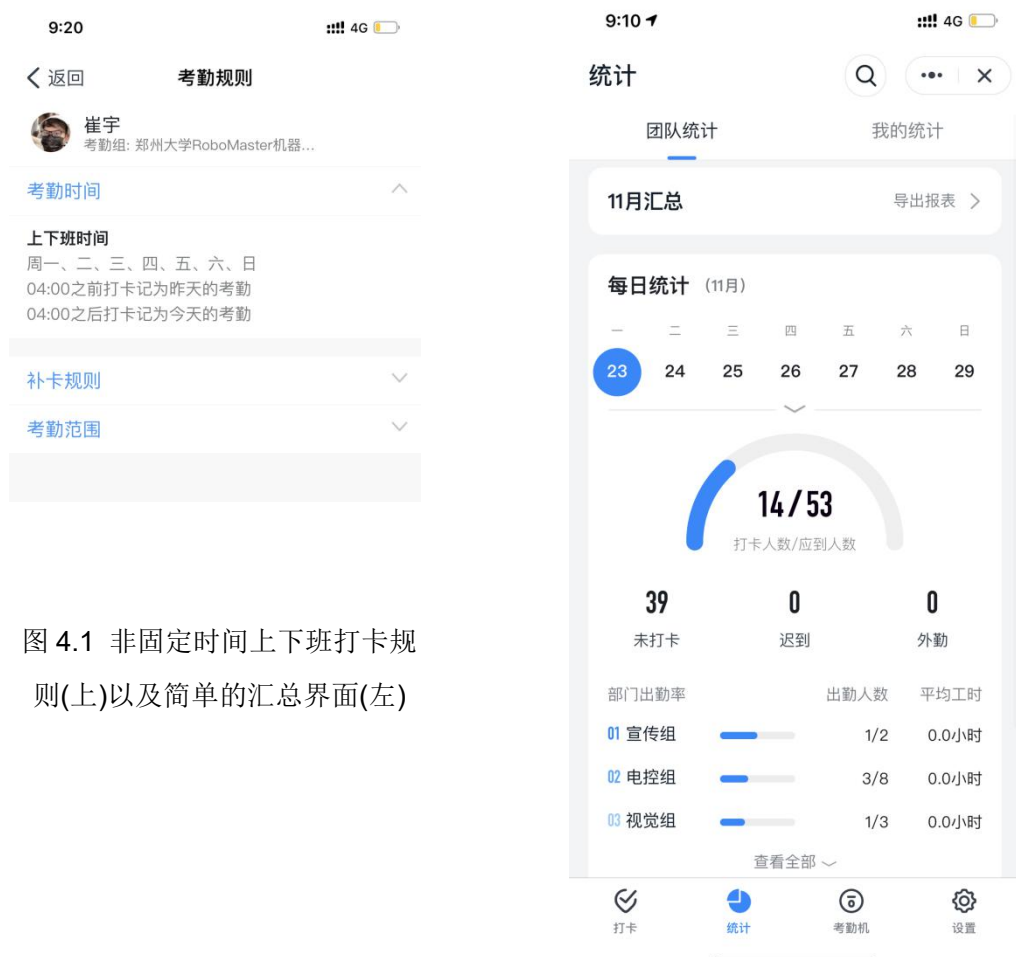 9:20
4G
返回
考勤规则
崔宇
考勤组: 郑州大学RoboMaster机器...
考勤时间
上下班时间
周一、二、三、四、五、六、日
04:00之前打卡记为昨天的考勤
04:00之后打卡记为今天的考勤
补卡规则
考勤范围
图 4.1 非固定时间上下班打卡规
则(上)以及简单的汇总界面(左)
9:10
4G
统计
团队统计 我的统计
11月汇总 导出报表
每日统计 (11月)
一 二 三 四 五 六 日
23 24 25 26 27 28 29
14/53
打卡人数/应到人数
39 0 0
未打卡 迟到 外勤
部门出勤率 出勤人数 平均工时
01 宣传组 1/2 0.0小时
02 电控组 3/8 0.0小时
03 视觉组 1/3 0.0小时
查看全部
打卡 统计 考勤机 设置